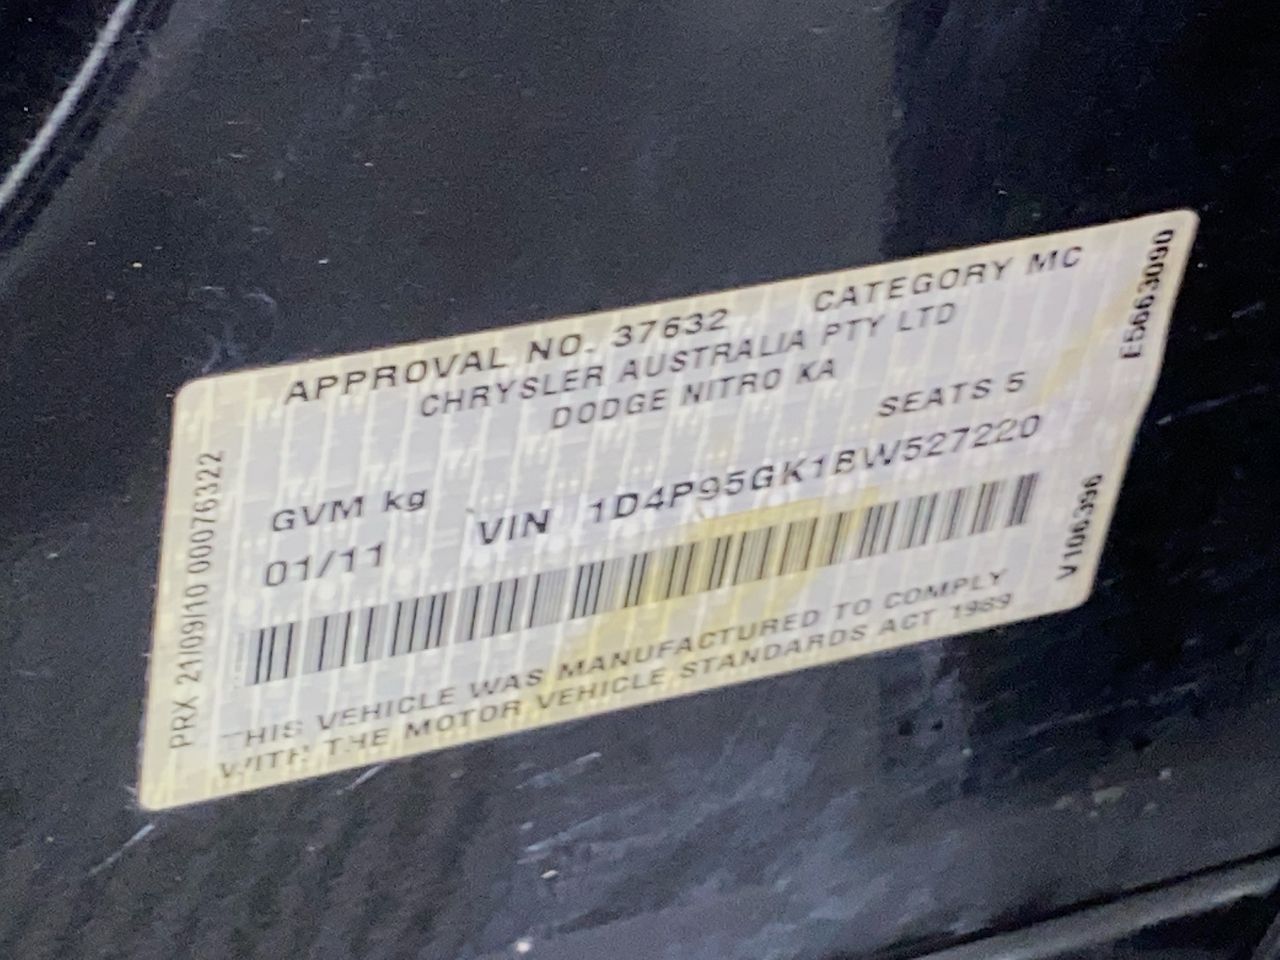 APPROVAL NO. 37632 CATEGORY MC
CHRYSLER AUSTRALIA PTY LTD
DODGE NITRO KA
SEATS 5
GVM kg
VIN 1D4P95GK1BW527220
01/11
THIS VEHICLE WAS MANUFACTURED TO COMPLY
WITH THE MOTOR VEHICLE STANDARDS ACT 1989
PRX 21/09/10 00076322
E5663090
V106396